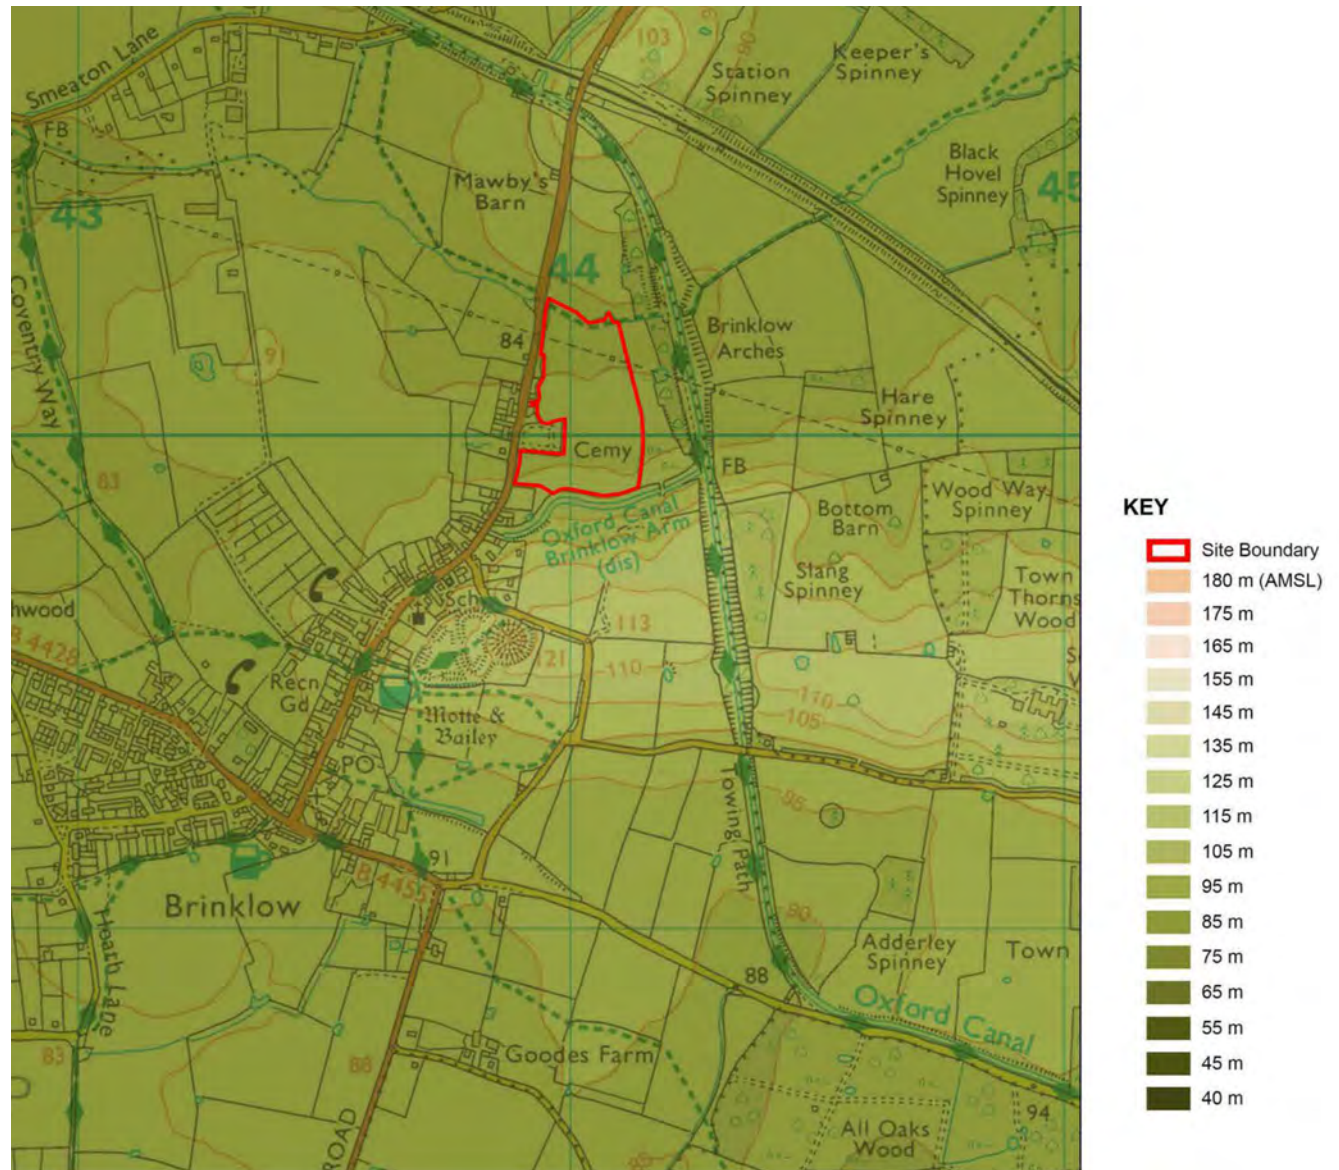 Smeaton Lane
103
90
Station
Spinney
Keeper's
Spinney
FB
Black
Hovel
Spinney
Mawby's
Barn
43
44
45
Coventry Way
84
91
Brinklow
Arches
Hare
Spinney
83
Cemy
FB
Wood Way
Spinney
Oxford Canal
Brinklow Arm
(dis)
Bottom
Barn
Slang
Spinney
Town
Thorns
Wood
hwood
Sch
113
121
110
B 4428
Recn
Gd
110
105
Motte &
Bailey
PO
Towing Path
95
91
B 4455
Brinklow
90
Adderley
Spinney
Town
Heath Lane
88
Oxford Canal
83
88
Goodes Farm
94
All Oaks
Wood
ROAD
KEY
Site Boundary
180 m (AMSL)
175 m
165 m
155 m
145 m
135 m
125 m
115 m
105 m
95 m
85 m
75 m
65 m
55 m
45 m
40 m